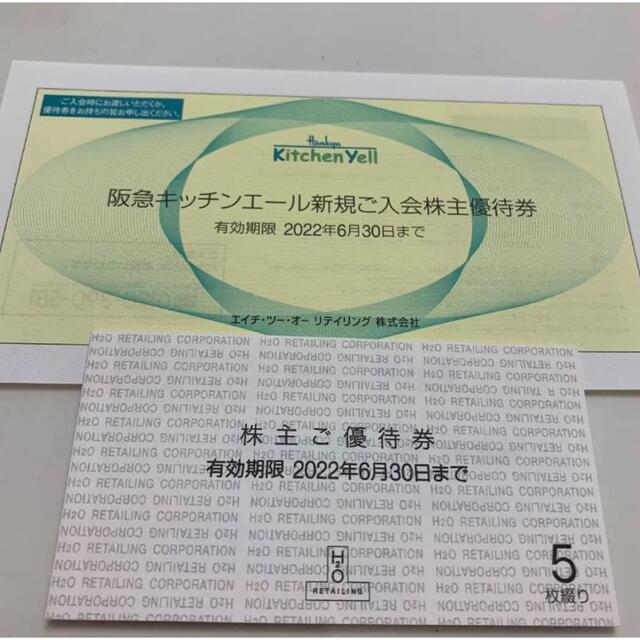 ご入会時にお渡しいただくか、
優待券をお持ちの旨お申し出ください。
Hankyu
Kitchen Yell
阪急キッチンエール新規ご入会株主優待券
有効期限 2022年6月30日まで
エイチ・ツー・オー リテイリング 株式会社
H2O RETAILING CORPORATION
株主ご優待券
有効期限 2022年6月30日まで
H2O
RETAILING
5
枚綴り